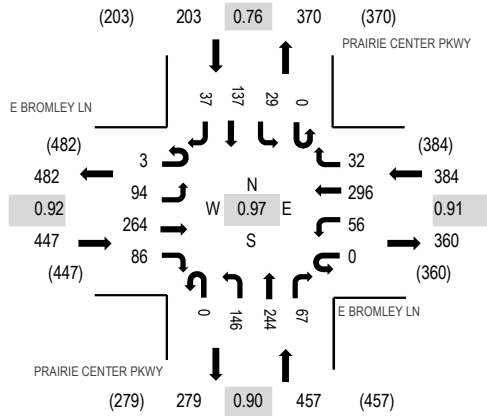 (203) 203 0.76 370 (370)
PRAIRIE CENTER PKWY
37 137 29 0
E BROMLEY LN
(482) (384)
482 3 32 384
94 N 296
0.92 W 0.97 E 0.91
264 56
447 S 360
86 0
(447) (360)
0 146 244 67
E BROMLEY LN
PRAIRIE CENTER PKWY
(279) 279 0.90 457 (457)